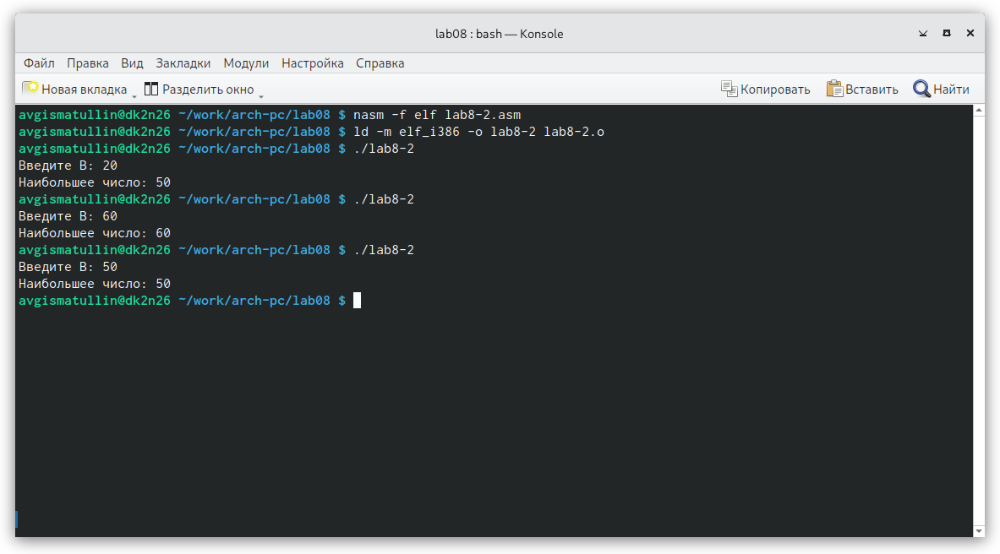 lab08 : bash — Konsole
Файл Правка Вид Закладки Модули Настройка Справка
Новая вкладка Разделить окно Копировать Вставить Найти
avgismatullin@dk2n26 ~/work/arch-pc/lab08 $ nasm -f elf lab8-2.asm
avgismatullin@dk2n26 ~/work/arch-pc/lab08 $ ld -m elf_i386 -o lab8-2 lab8-2.o
avgismatullin@dk2n26 ~/work/arch-pc/lab08 $ ./lab8-2
Введите B: 20
Наибольшее число: 50
avgismatullin@dk2n26 ~/work/arch-pc/lab08 $ ./lab8-2
Введите B: 60
Наибольшее число: 60
avgismatullin@dk2n26 ~/work/arch-pc/lab08 $ ./lab8-2
Введите B: 50
Наибольшее число: 50
avgismatullin@dk2n26 ~/work/arch-pc/lab08 $